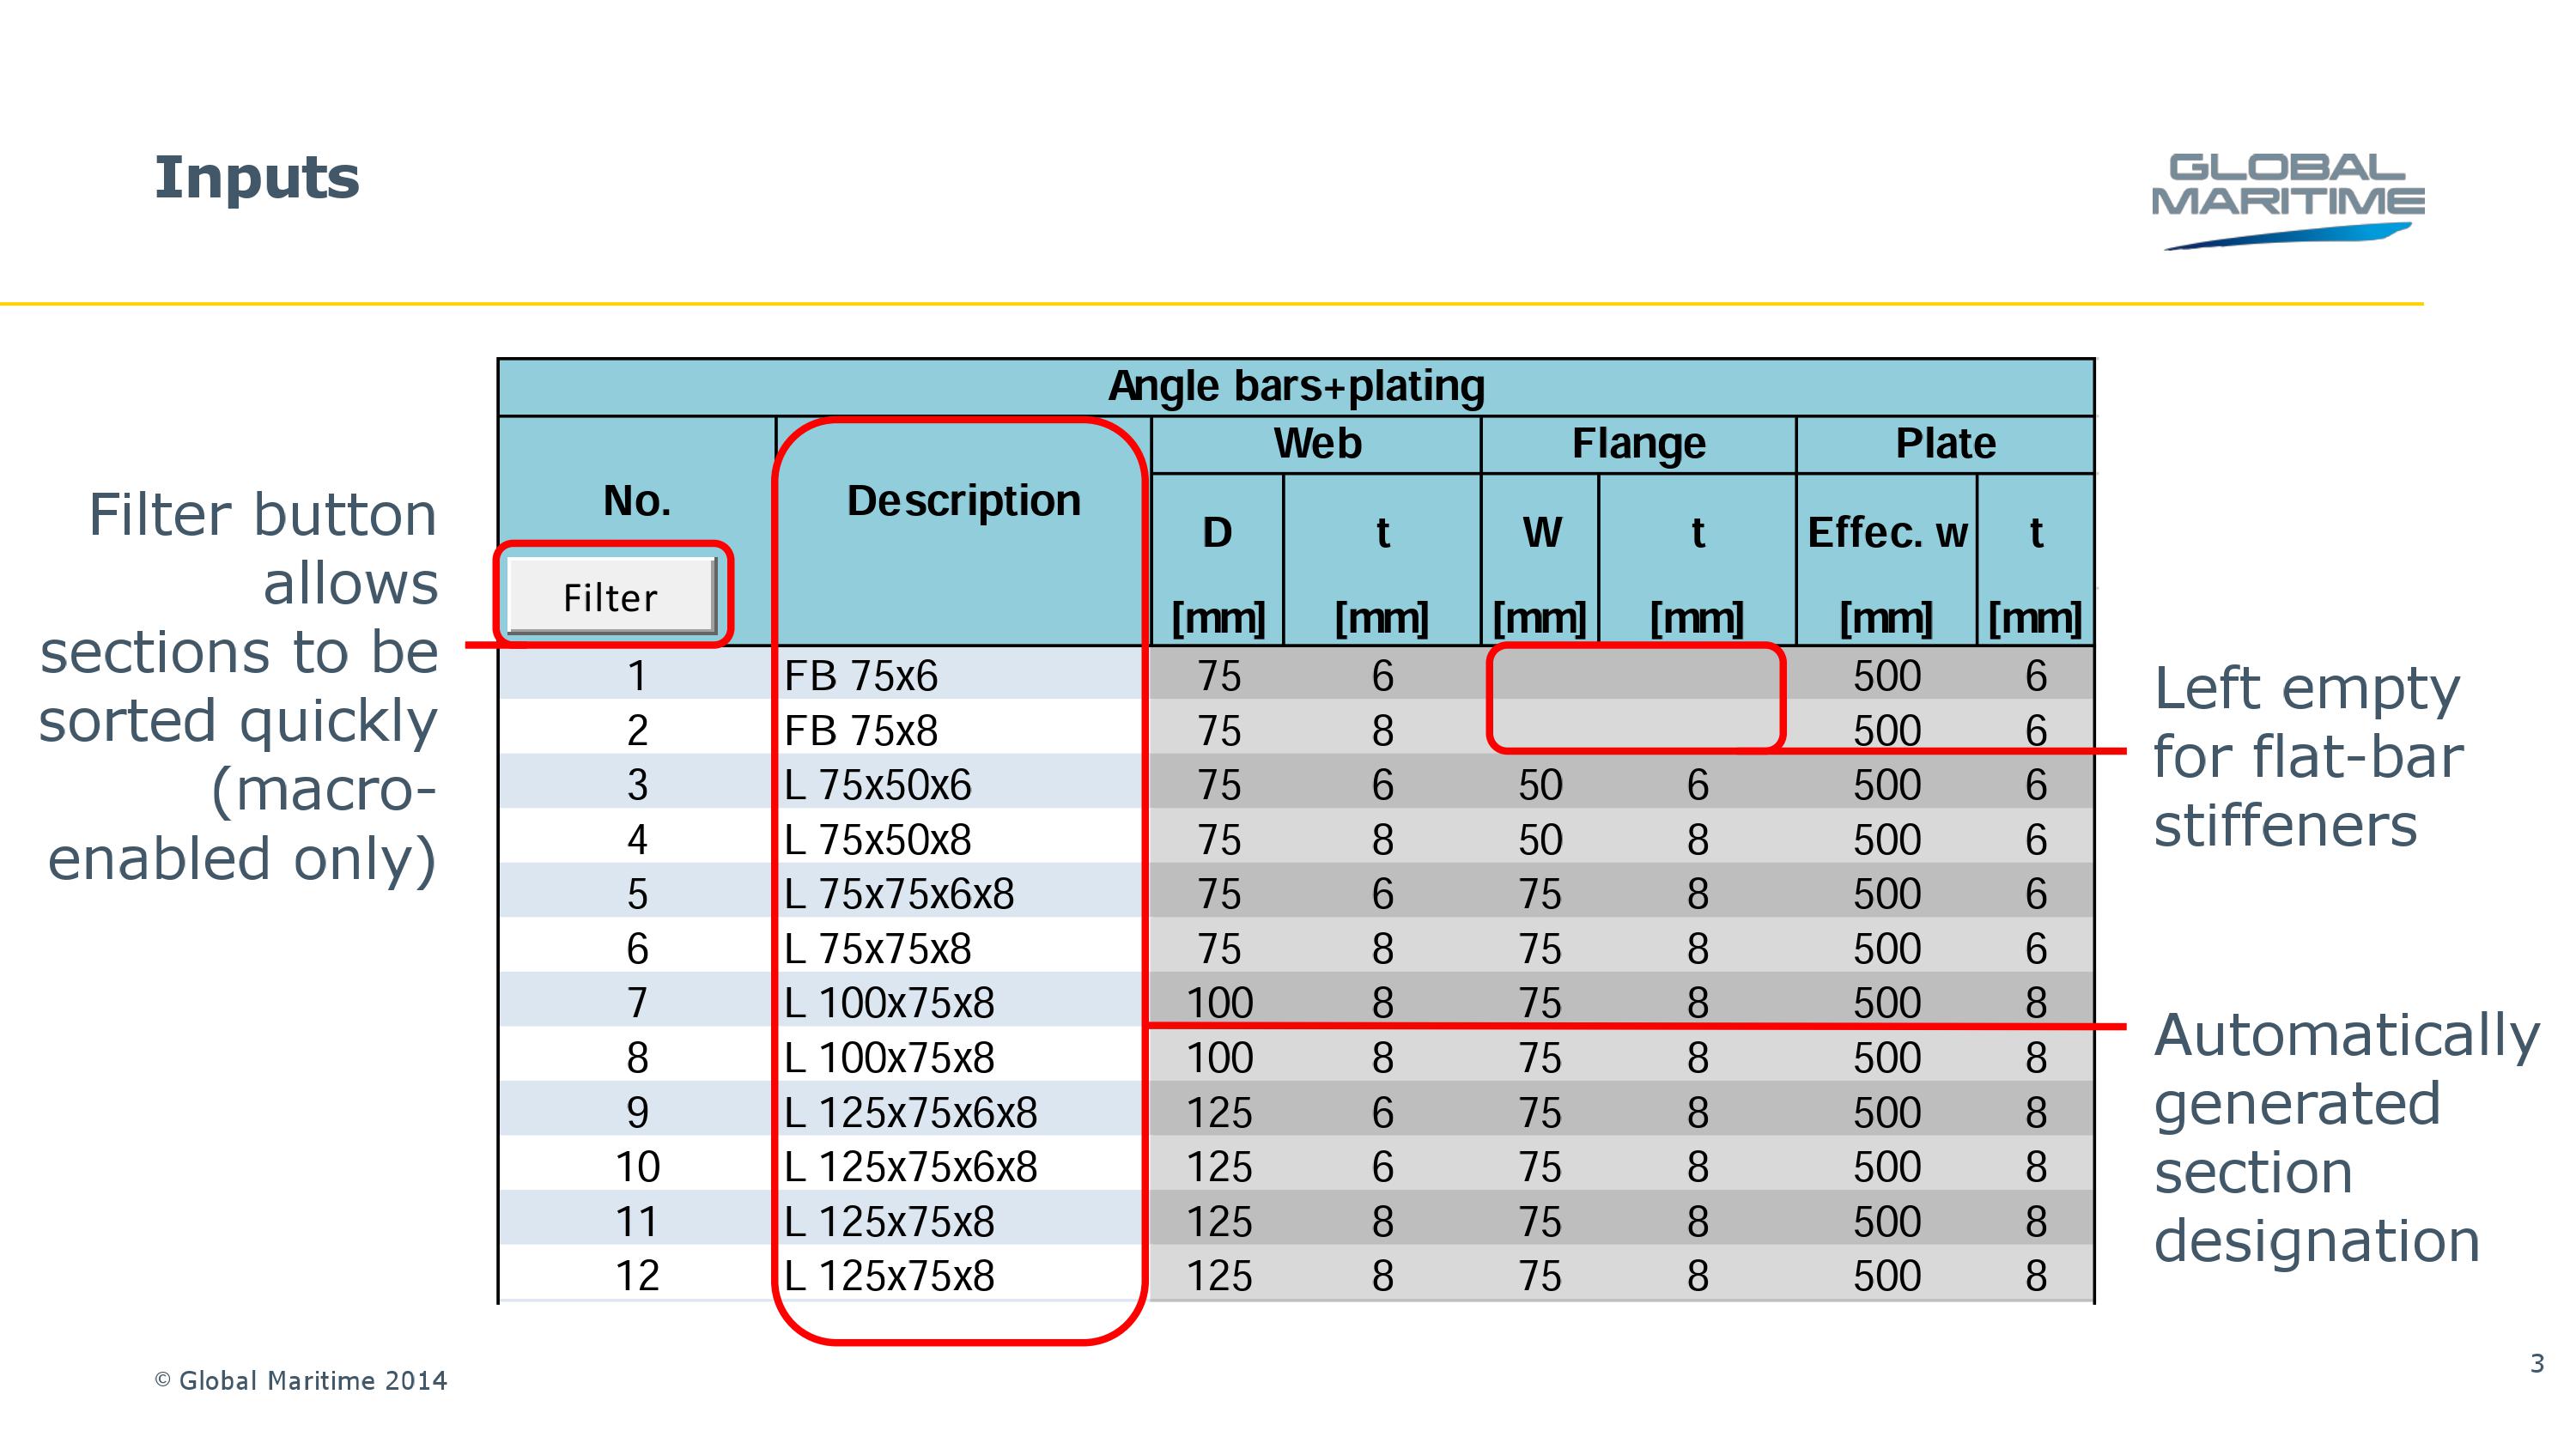 Inputs
GLOBAL
MARITIME
Filter button
allows
sections to be
sorted quickly
(macro-
enabled only)
Angle bars+plating
No. Description Web Flange Plate
D t W t Effec. w t
Filter [mm] [mm] [mm] [mm] [mm] [mm]
1 FB 75x6 75 6 500 6
2 FB 75x8 75 8 500 6
3 L 75x50x6 75 6 50 6 500 6
4 L 75x50x8 75 8 50 8 500 6
5 L 75x75x6x8 75 6 75 8 500 6
6 L 75x75x8 75 8 75 8 500 6
7 L 100x75x8 100 8 75 8 500 8
8 L 100x75x8 100 8 75 8 500 8
9 L 125x75x6x8 125 6 75 8 500 8
10 L 125x75x6x8 125 6 75 8 500 8
11 L 125x75x8 125 8 75 8 500 8
12 L 125x75x8 125 8 75 8 500 8
Left empty
for flat-bar
stiffeners
Automatically
generated
section
designation
© Global Maritime 2014
3